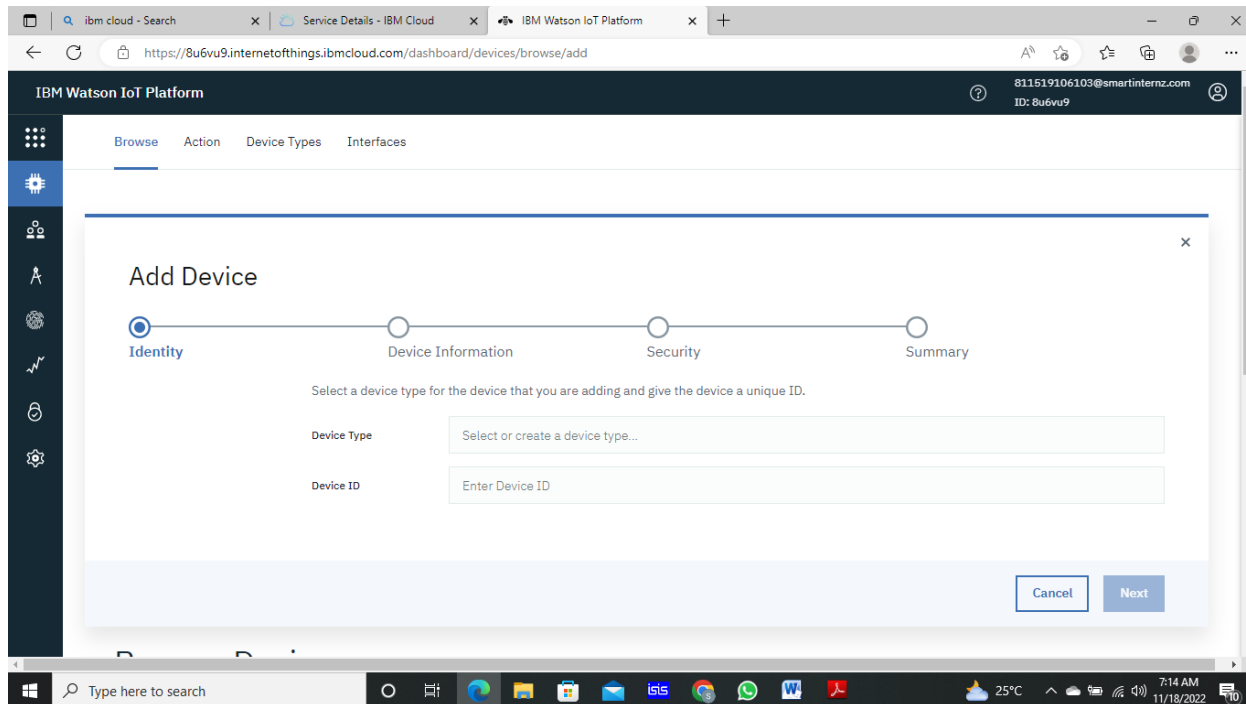 ibm cloud - Search
Service Details - IBM Cloud
IBM Watson IoT Platform
https://8u6vu9.internetofthings.ibmcloud.com/dashboard/devices/browse/add
IBM Watson IoT Platform
811519106103@smartinternz.com
ID: 8u6vu9
Browse Action Device Types Interfaces
Add Device
Identity Device Information Security Summary
Select a device type for the device that you are adding and give the device a unique ID.
Device Type Select or create a device type...
Device ID Enter Device ID
Cancel Next
Type here to search
isis
25°C
7:14 AM
11/18/2022